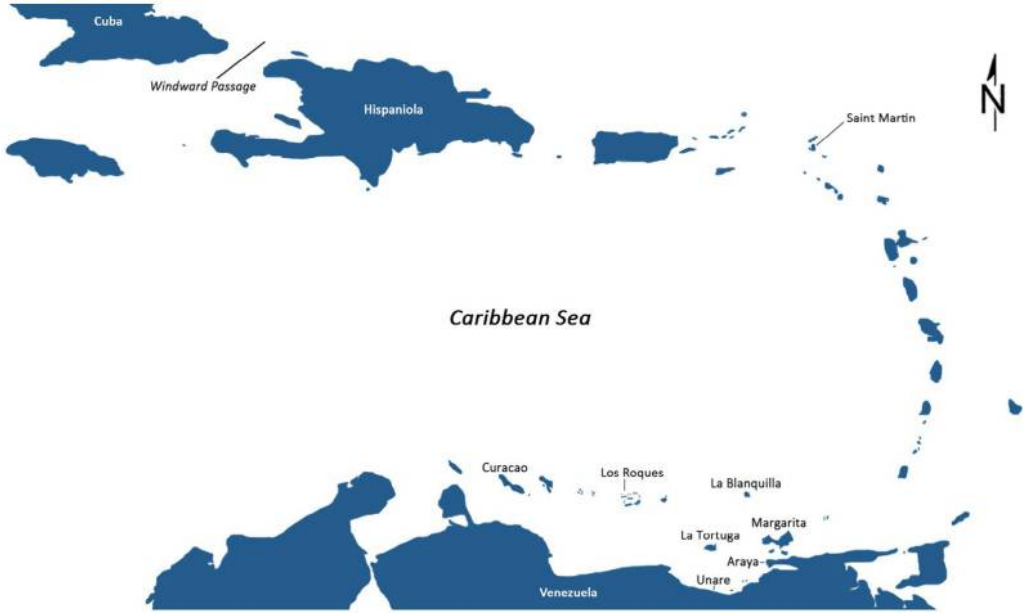 Cuba
Windward Passage
Hispaniola
N
Saint Martin
Caribbean Sea
Curacao
Los Roques
La Blanquilla
Margarita
La Tortuga
Araya
Unare
Venezuela